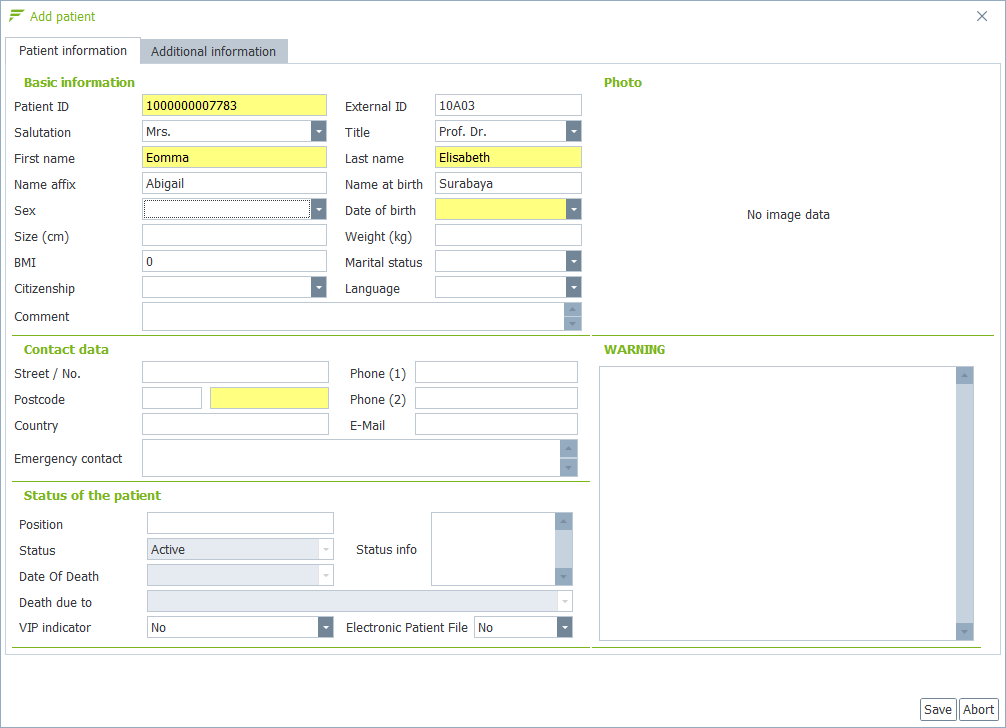 Add patient
Patient information Additional information
Basic information
Patient ID 1000000007783 External ID 10A03
Salutation Mrs. Title Prof. Dr.
First name Eomma Last name Elisabeth
Name affix Abigail Name at birth Surabaya
Sex Date of birth
Size (cm) Weight (kg)
BMI 0 Marital status
Citizenship Language
Comment
Photo
No image data
Contact data
Street / No. Phone (1)
Postcode Phone (2)
Country E-Mail
Emergency contact
WARNING
Status of the patient
Position
Status Active Status info
Date Of Death
Death due to
VIP indicator No Electronic Patient File No
Save Abort